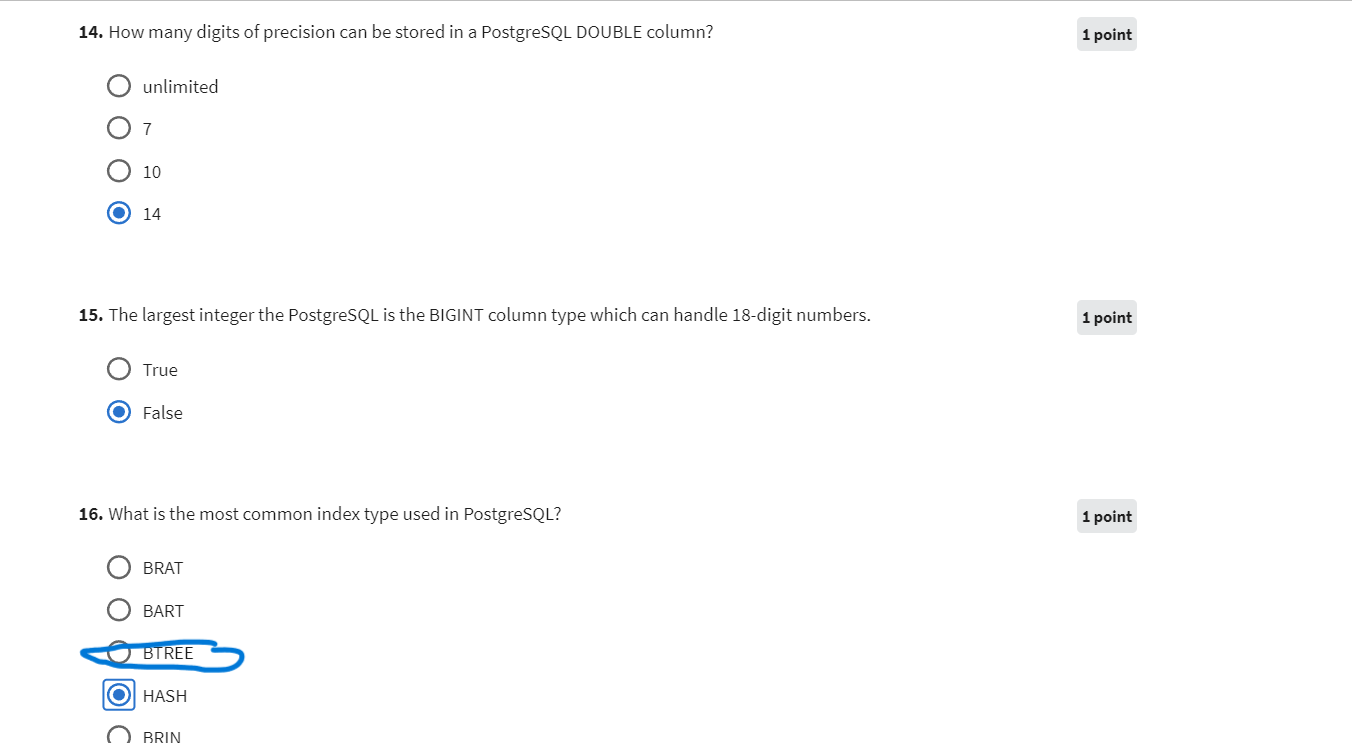 14. How many digits of precision can be stored in a PostgreSQL DOUBLE column?
1 point
unlimited
7
10
14
15. The largest integer the PostgreSQL is the BIGINT column type which can handle 18-digit numbers.
1 point
True
False
16. What is the most common index type used in PostgreSQL?
1 point
BRAT
BART
BTREE
HASH
BRIN